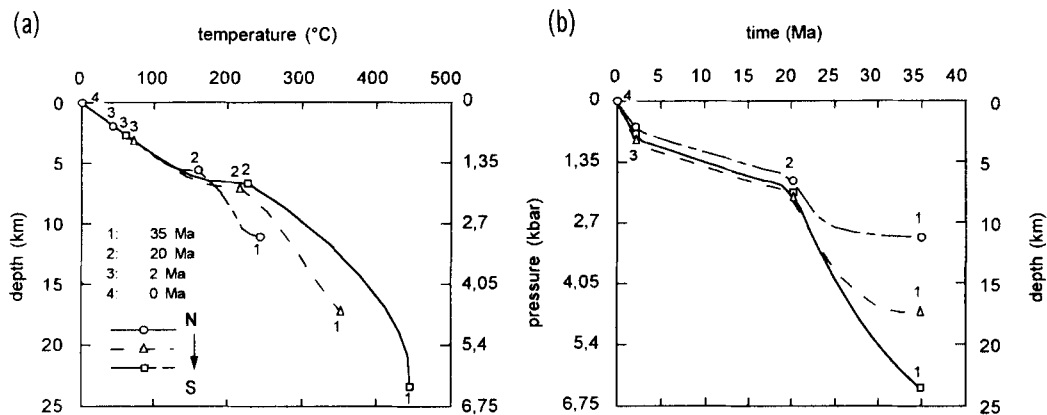 (a)
temperature (°C)
0 100 200 300 400 500
depth (km)
0
5
10
15
20
25
0
1,35
2,7
4,05
5,4
6,75
4
3
3
3
2
2
2
1
1
1
1: 35 Ma
2: 20 Ma
3: 2 Ma
4: 0 Ma
N
S
(b)
time (Ma)
0 5 10 15 20 25 30 35 40
pressure (kbar)
0
1,35
2,7
4,05
5,4
6,75
0
5
10
15
20
25
depth (km)
4
3
2
1
1
1